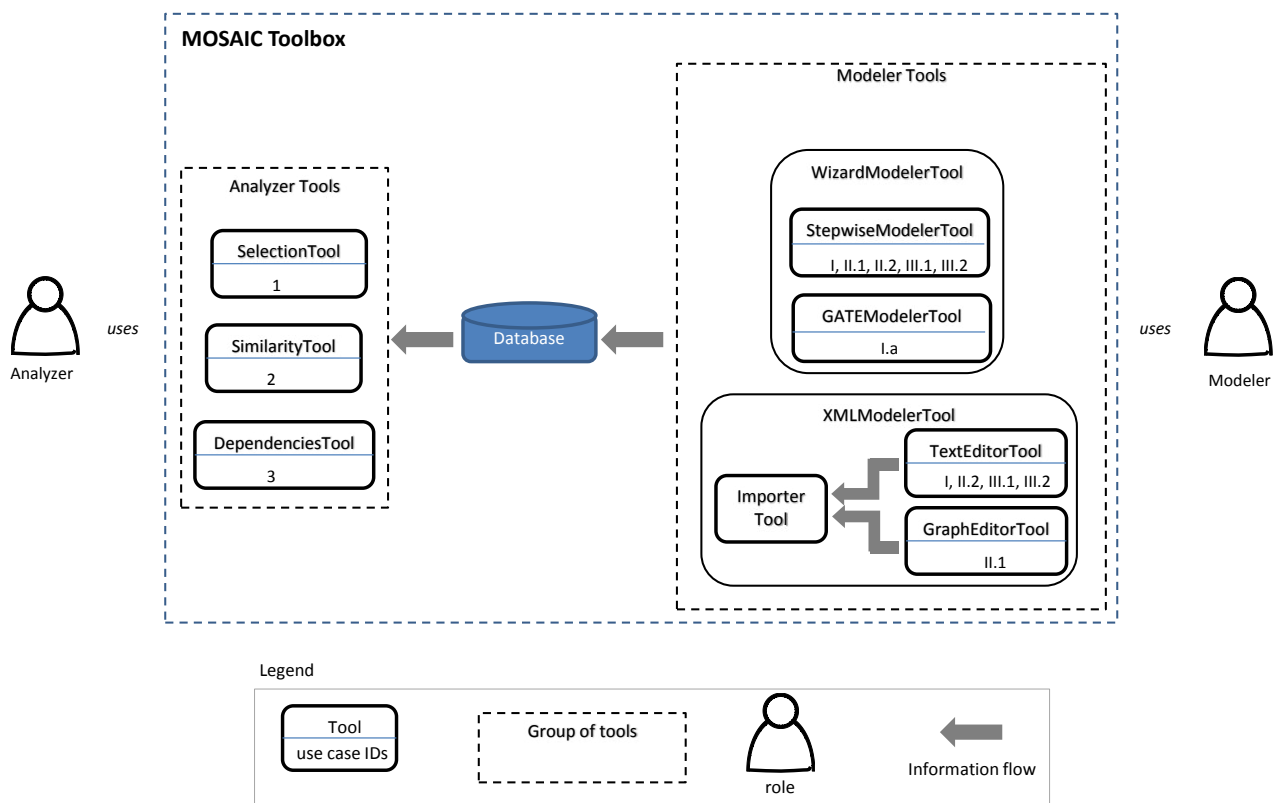 MOSAIC Toolbox
Modeler Tools
Analyzer Tools
WizardModelerTool
StepwiseModelerTool
I, II.1, II.2, III.1, III.2
SelectionTool
1
GATEModelerTool
I.a
SimilarityTool
2
Database
uses
uses
Analyzer
Modeler
XMLModelerTool
DependenciesTool
3
TextEditorTool
I, II.2, III.1, III.2
Importer
Tool
GraphEditorTool
II.1
Legend
Tool
use case IDs
Group of tools
role
Information flow